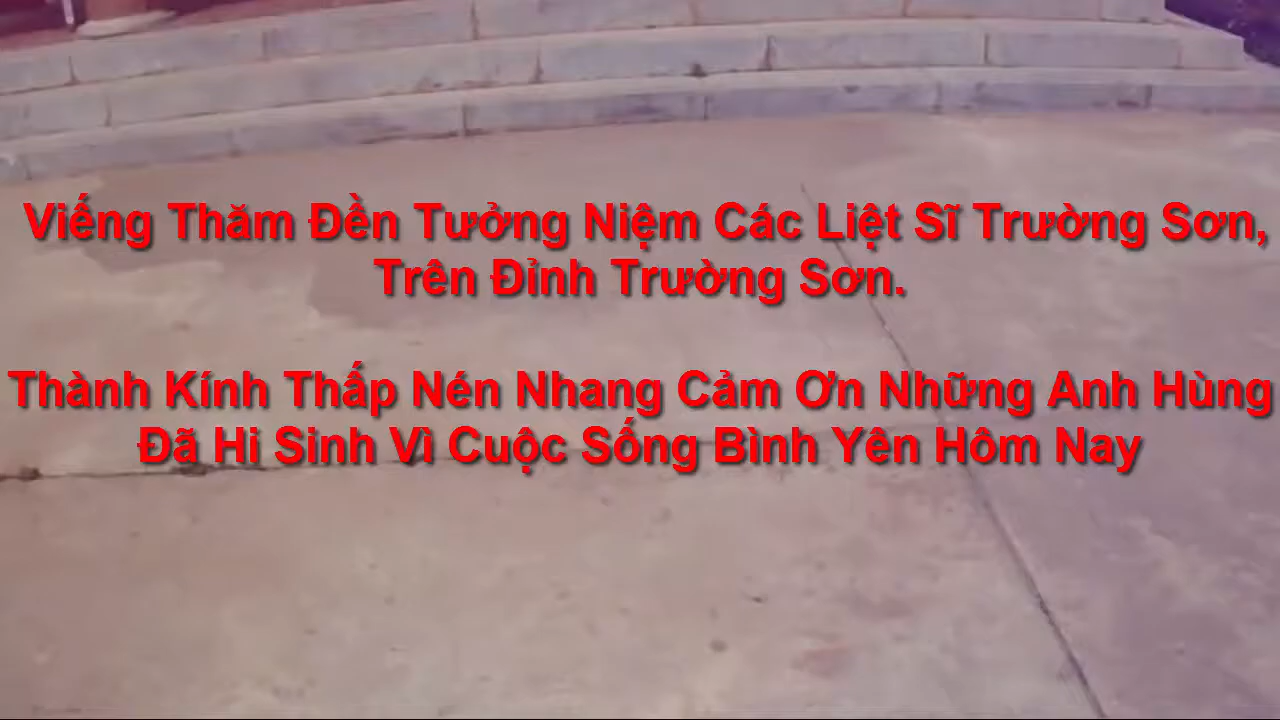 Viếng Thăm Đền Tưởng Niệm Các Liệt Sĩ Trường Sơn,
Trên Đỉnh Trường Sơn.
Thành Kính Thấp Nén Nhang Cảm Ơn Những Anh Hùng
Đã Hi Sinh Vì Cuộc Sống Bình Yên Hôm Nay